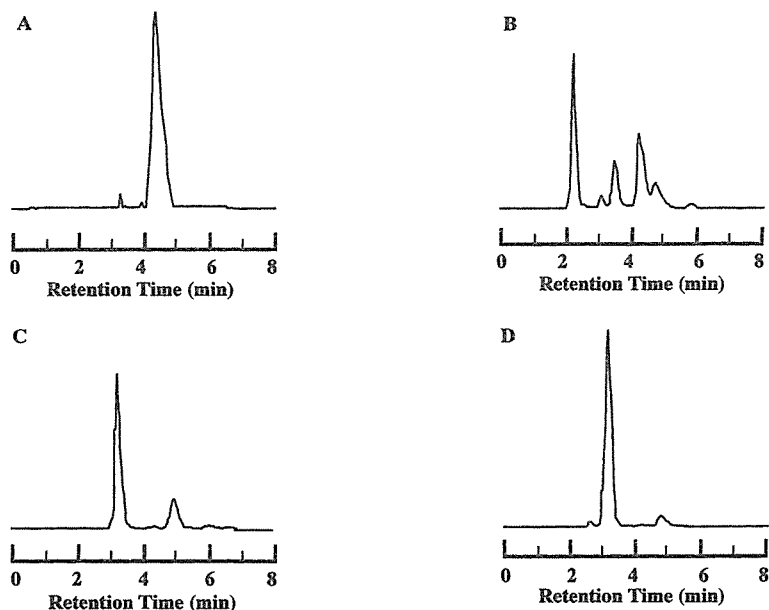 A
0 2 4 6 8
Retention Time (min)
B
0 2 4 6 8
Retention Time (min)
C
0 2 4 6 8
Retention Time (min)
D
0 2 4 6 8
Retention Time (min)